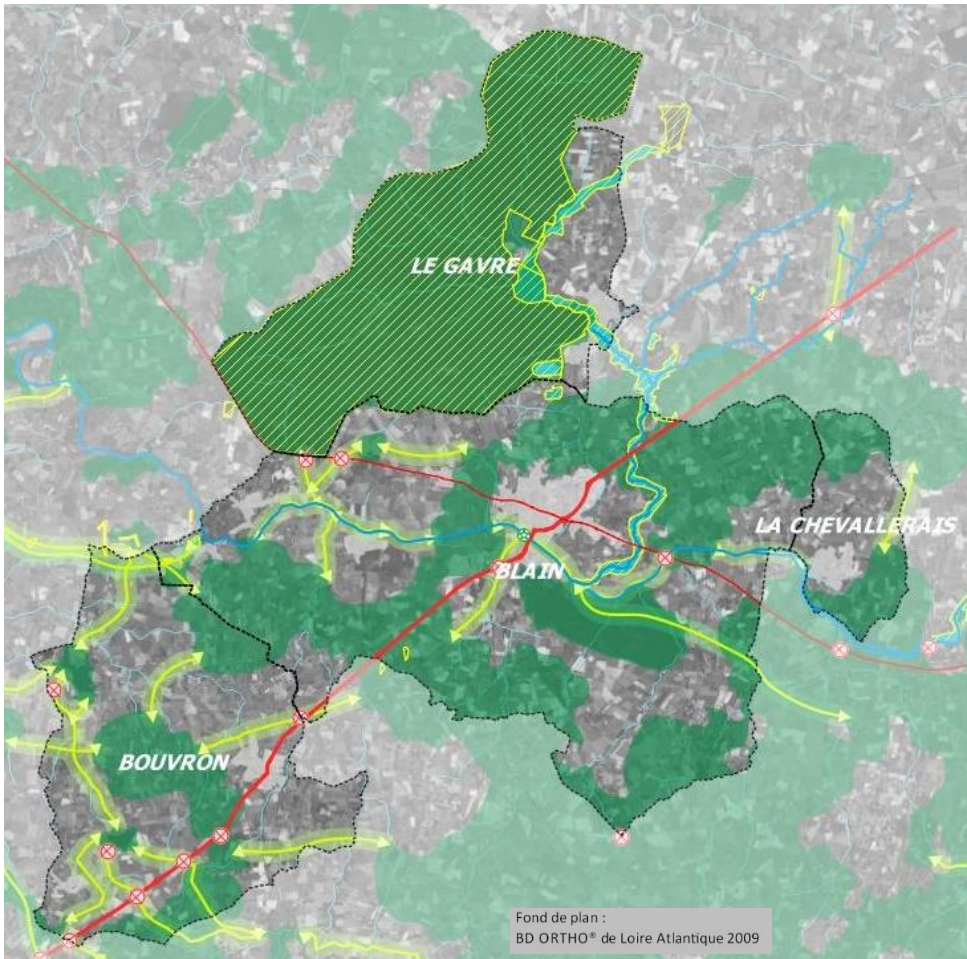 LE GAVRE
LA CHEVALLERAIS
BLAIN
BOUVRON
Fond de plan :
BD ORTHO® de Loire Atlantique 2009